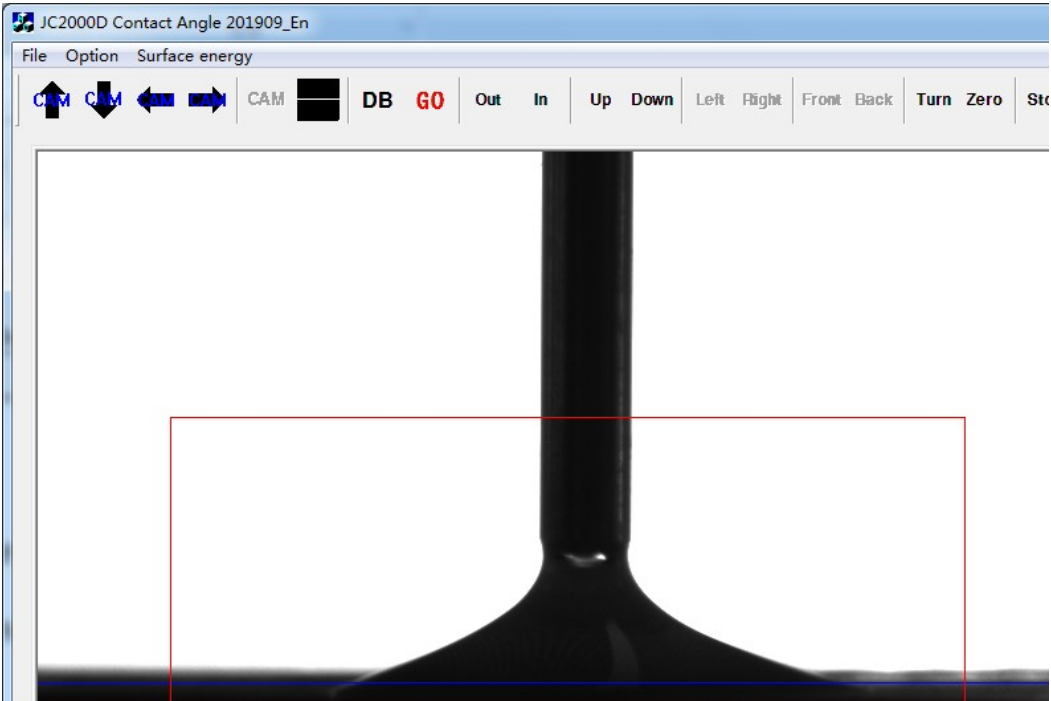 JC2000D Contact Angle 201909_En
File Option Surface energy
CAM CAM CAM CAM CAM DB GO Out In Up Down Left Right Front Back Turn Zero Sto